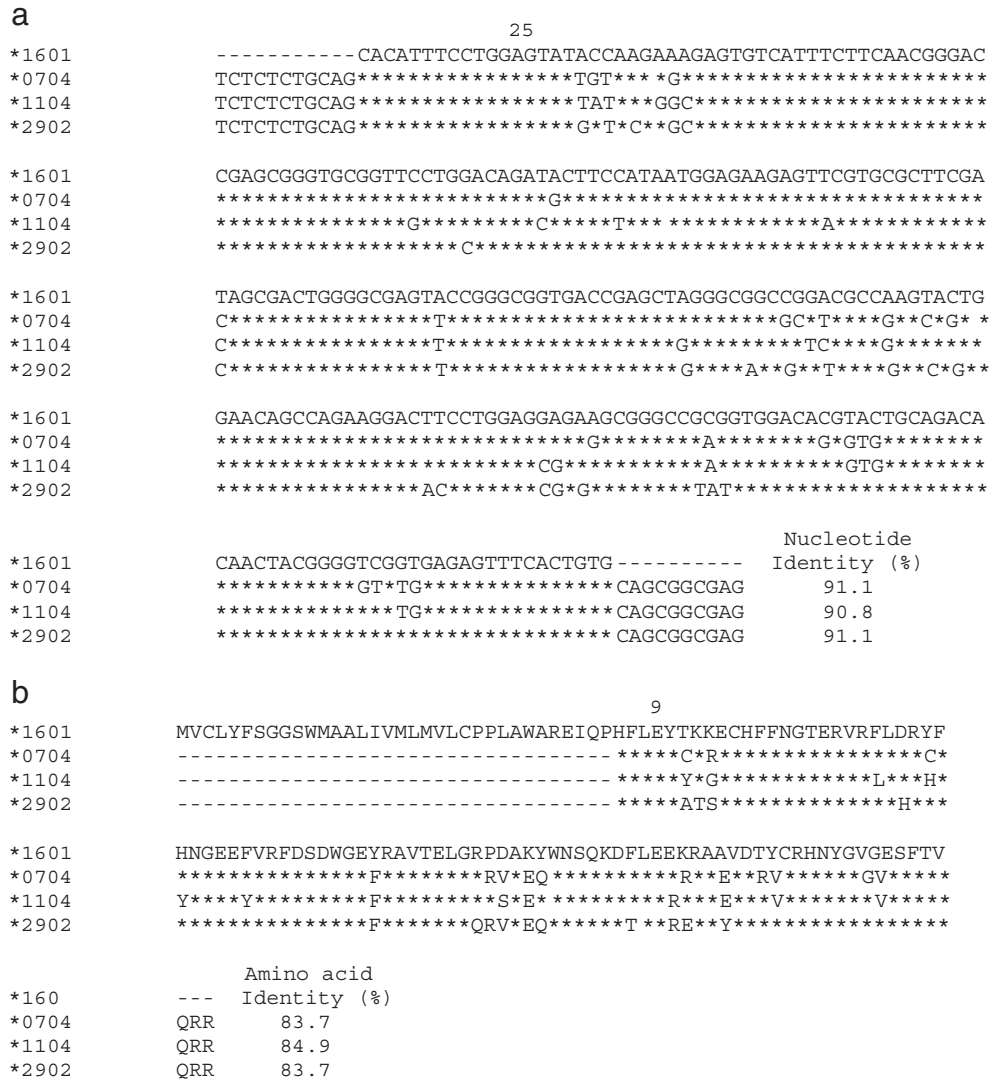 a
25
*1601 -----------CACATTTCCTGGAGTATACCAAGAAAGAGTGTCATTTCTTCAACGGGAC
*0704 TCTCTCTGCAG*****************TGT** **G************************
*1104 TCTCTCTGCAG*****************TAT***GGC************************
*2902 TCTCTCTGCAG*****************G*T*C**GC************************
*1601 CGAGCGGGTGCGGTTCCTGGACAGATACTTCCATAATGGAGAAGAGTTCGTGCGCTTCGA
*0704 **************************G*********************************
*1104 ***************G*********C*****T*** ************A************
*2902 *******************C****************************************
*1601 TAGCGACTGGGGCGAGTACCGGGCGGTGACCGAGCTAGGGCGGCCGGACGCCAAGTACTG
*0704 C****************T**************************GC*T****G**C*G* *
*1104 C****************T*******************G*********TC****G*******
*2902 C****************T*******************G****A**G**T****G**C*G**
*1601 GAACAGCCAGAAGGACTTCCTGGAGGAGAAGCGGGCCGCGGTGGACACGTACTGCAGACA
*0704 *****************************G********A********G*GTG********
*1104 *************************CG***********A**********GTG********
*2902 ****************AC*******CG*G********TAT********************
*1601 CAACTACGGGGTCGGTGAGAGTTTCACTGTG----------
*0704 ***********GT*TG***************CAGCGGCGAG
*1104 **************TG***************CAGCGGCGAG
*2902 *******************************CAGCGGCGAG
Nucleotide
Identity (%)
91.1
90.8
91.1
b
9
*1601 MVCLYFSGGSWMAALIVMLMVLCPPLAWAREIQPHFLEYTKKECHFFNGTERVRFLDRYF
*0704 ----------------------------------*****C*R****************C*
*1104 ----------------------------------*****Y*G************L***H*
*2902 ----------------------------------*****ATS**************H***
*1601 HNGEEFVRFDSDWGEYRAVTELGRPDAKYWNSQKDFLEEKRAAVDTYCRHNYGVGESFTV
*0704 ***************F********RV*EQ**********R**E**RV******GV*****
*1104 Y****Y*********F*********S*E***********R***E***V*******V*****
*2902 ***************F*******QRV*EQ******T**RE**Y*****************
Amino acid
*160 --- Identity (%)
*0704 QRR 83.7
*1104 QRR 84.9
*2902 QRR 83.7